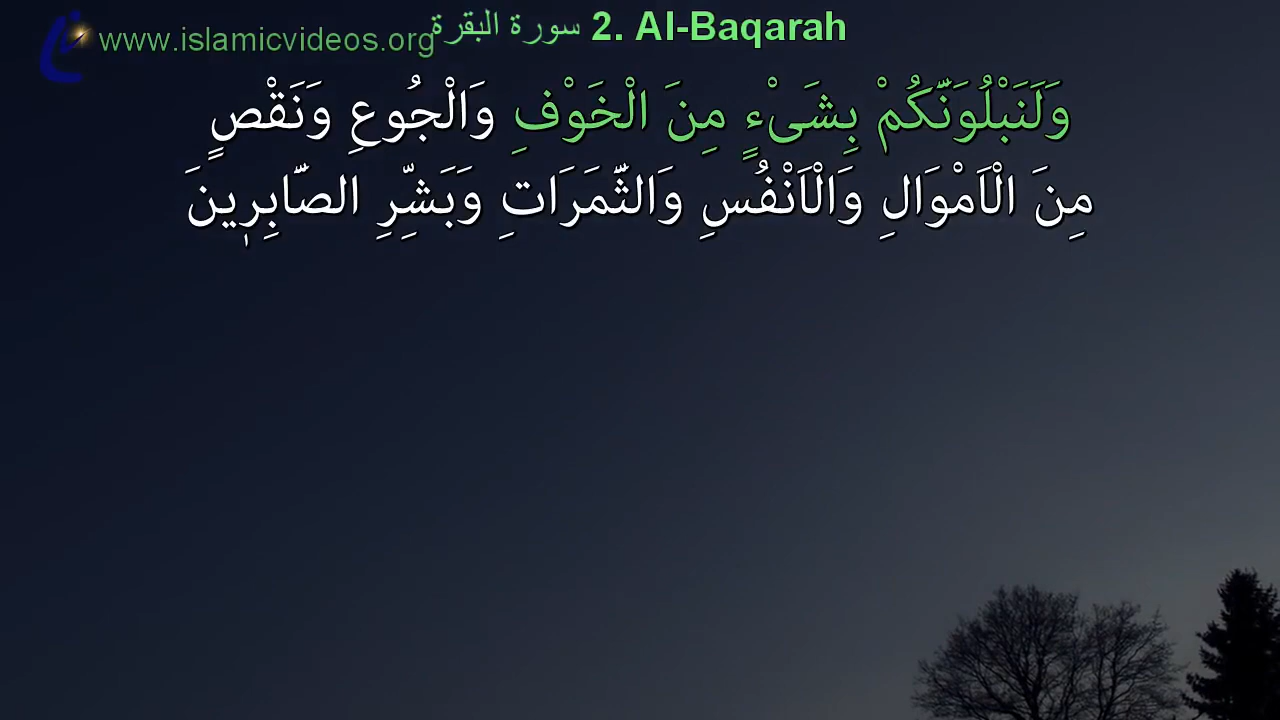 www.islamicvideos.org
سورة البقرة 2. Al-Baqarah
وَلَنَبْلُوَنَّكُمْ بِشَىْءٍ مِنَ الْخَوْفِ وَالْجُوعِ وَنَقْصٍ
مِنَ الْاَمْوَالِ وَالْاَنْفُسِ وَالثَّمَرَاتِ وَبَشِّرِ الصَّابِرٖينَ